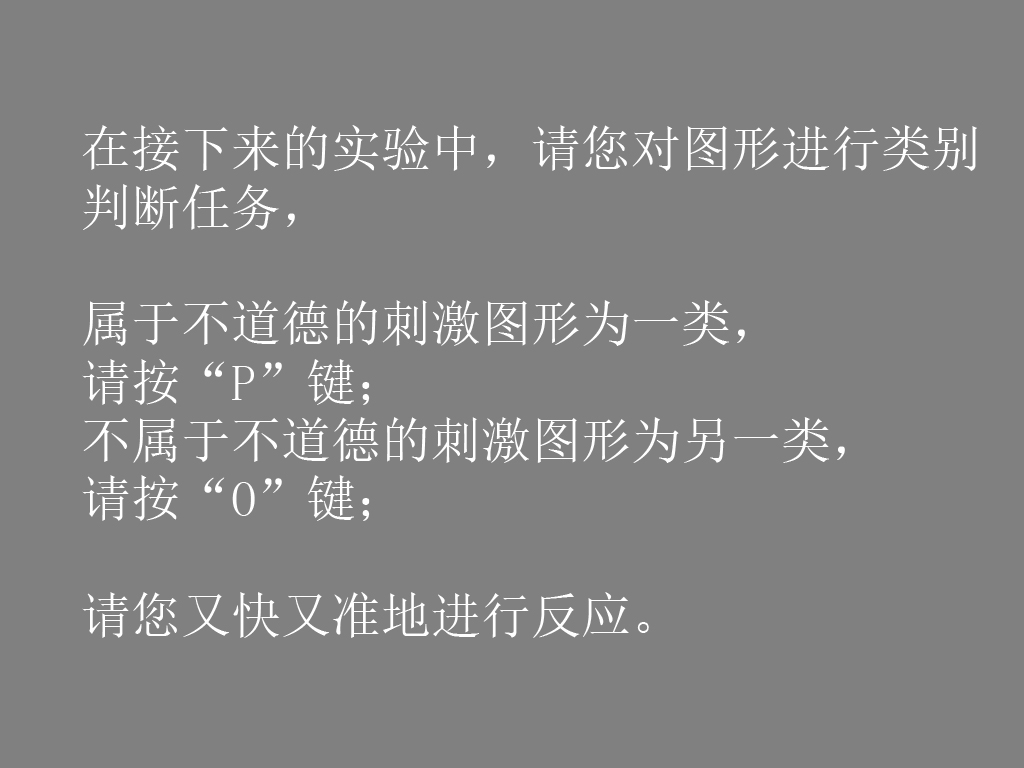 在接下来的实验中，请您对图形进行类别
判断任务，
属于不道德的刺激图形为一类，
请按“P”键；
不属于不道德的刺激图形为另一类，
请按“O”键；
请您又快又准地进行反应。